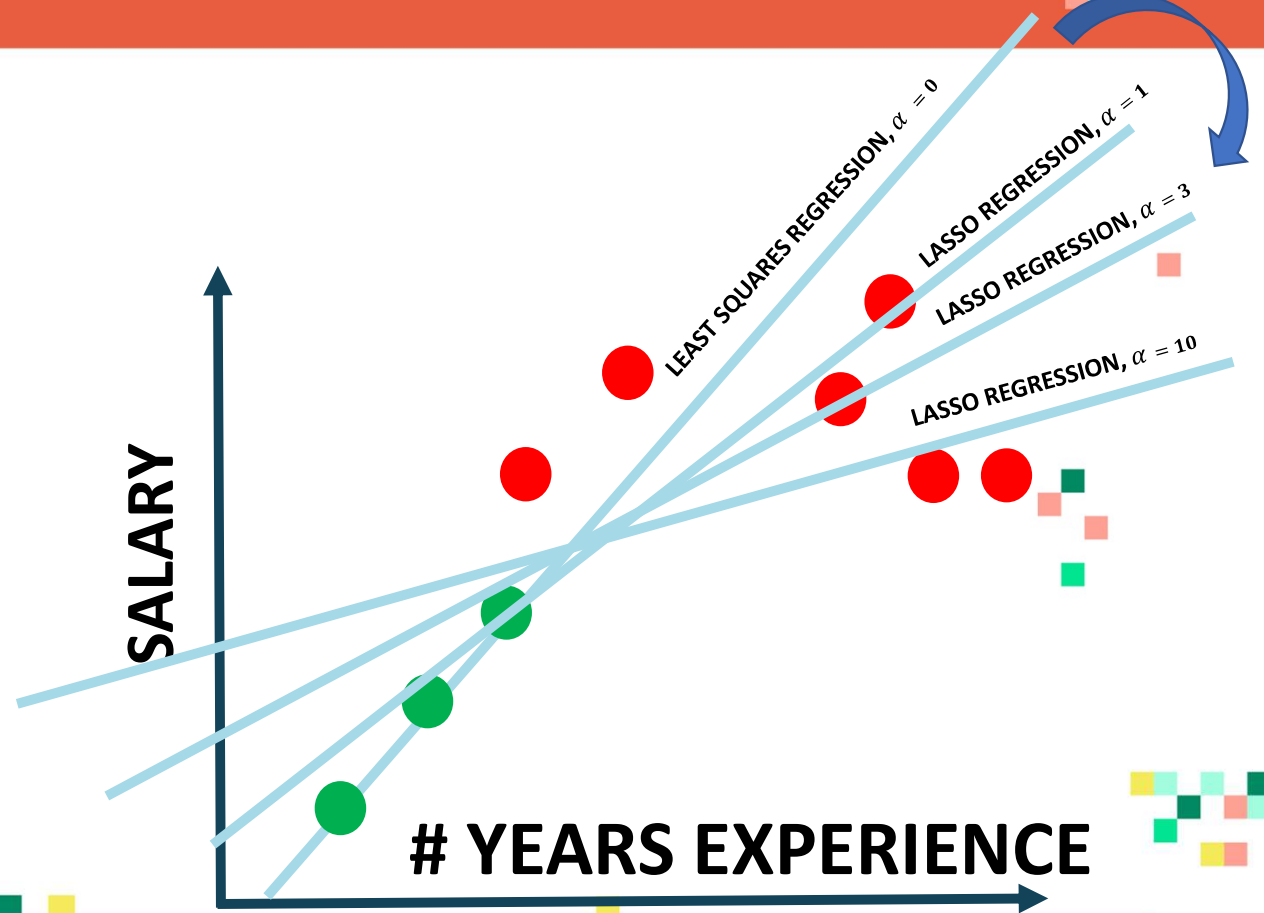 LEAST SQUARES REGRESSION, α = 0
LASSO REGRESSION, α = 1
LASSO REGRESSION, α = 3
LASSO REGRESSION, α = 10
SALARY
# YEARS EXPERIENCE